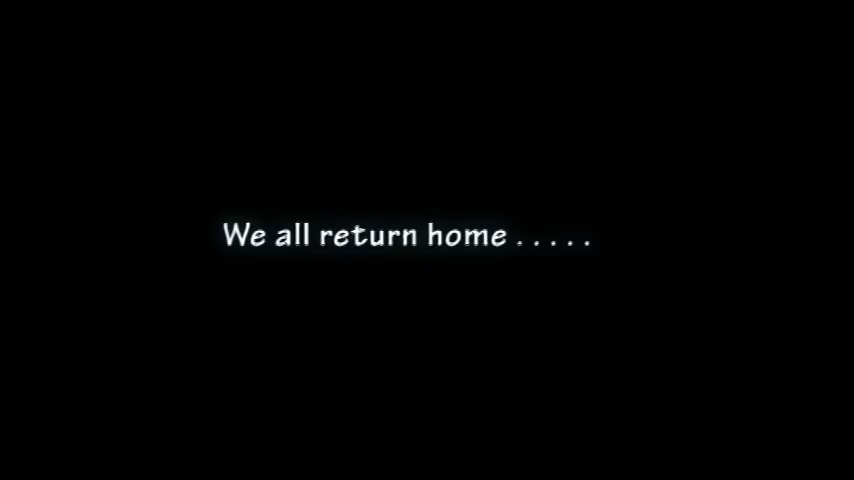 We all return home . . . . .